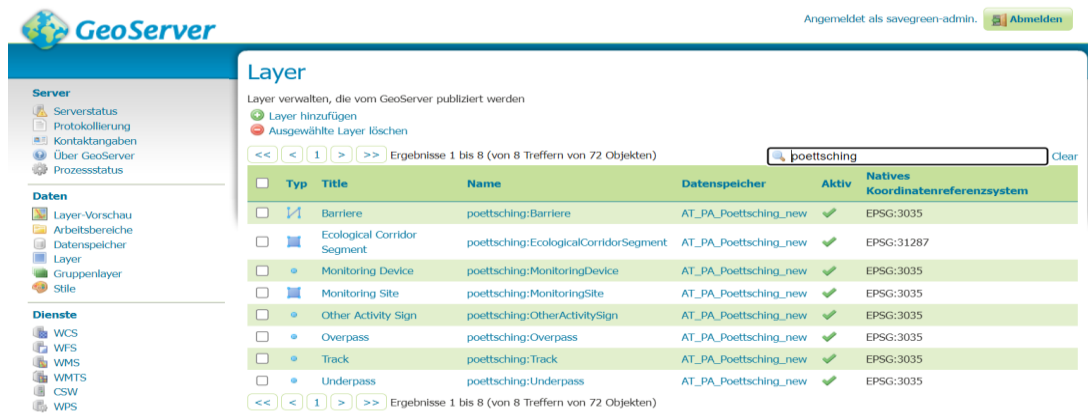 GeoServer
Angemeldet als savegreen-admin. Abmelden
Server
Serverstatus
Protokollierung
Kontaktangaben
Über GeoServer
Prozessstatus
Daten
Layer-Vorschau
Arbeitsbereiche
Datenspeicher
Layer
Gruppenlayer
Stile
Dienste
WCS
WFS
WMS
WMTS
CSW
WPS
Layer
Layer verwalten, die vom GeoServer publiziert werden
Layer hinzufügen
Ausgewählte Layer löschen
<< < 1 > >> Ergebnisse 1 bis 8 (von 8 Treffern von 72 Objekten) poettsching Clear
Typ Title Name Datenspeicher Aktiv Natives
Koordinatenreferenzsystem
Barriere poettsching:Barriere AT_PA_Poettsching_new EPSG:3035
Ecological Corridor
Segment poettsching:EcologicalCorridorSegment AT_PA_Poettsching_new EPSG:31287
Monitoring Device poettsching:MonitoringDevice AT_PA_Poettsching_new EPSG:3035
Monitoring Site poettsching:MonitoringSite AT_PA_Poettsching_new EPSG:3035
Other Activity Sign poettsching:OtherActivitySign AT_PA_Poettsching_new EPSG:3035
Overpass poettsching:Overpass AT_PA_Poettsching_new EPSG:3035
Track poettsching:Track AT_PA_Poettsching_new EPSG:3035
Underpass poettsching:Underpass AT_PA_Poettsching_new EPSG:3035
<< < 1 > >> Ergebnisse 1 bis 8 (von 8 Treffern von 72 Objekten)